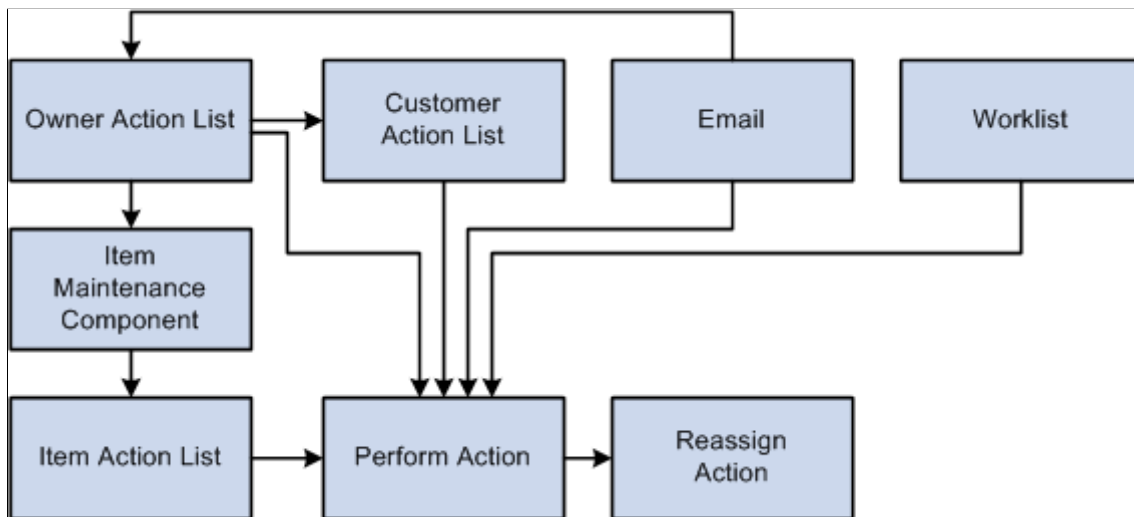 Owner Action List
Customer
Action List
Email
Worklist
Item
Maintenance
Component
Item Action List
Perform Action
Reassign
Action